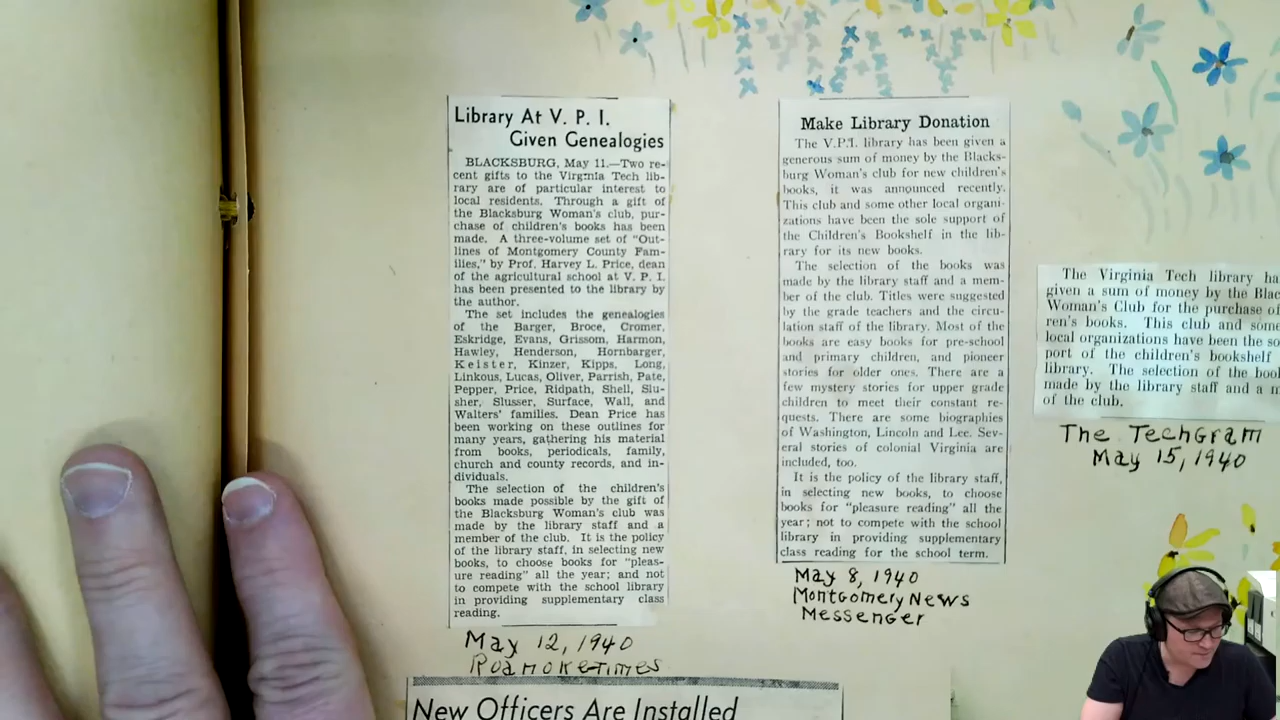 Library At V. P. I.
Given Genealogies
BLACKSBURG, May 11.—Two re-
cent gifts to the Virginia Tech lib-
rary are of particular interest to
local residents. Through a gift of
the Blacksburg Woman's club, pur-
chase of children's books has been
made. A three-volume set of "Out-
lines of Montgomery County Fam-
ilies," by Prof. Harvey L. Price, dean
of the agricultural school at V. P. I.
has been presented to the library by
the author.
The set includes the genealogies
of the Barger, Broce, Cromer,
Eskridge, Evans, Grissom, Harmon,
Hawley, Henderson, Hornbarger,
Keister, Kinzer, Kipps, Long,
Linkous, Lucas, Oliver, Parrish, Pate,
Pepper, Price, Ridpath, Shell, Slu-
sher, Slusser, Surface, Wall, and
Walters' families. Dean Price has
been working on these outlines for
many years, gathering his material
from books, periodicals, family,
church and county records, and in-
dividuals.
The selection of the children's
books made possible by the gift of
the Blacksburg Woman's club was
made by the library staff and a
member of the club. It is the policy
of the library staff, in selecting new
books, to choose books for "pleas-
ure reading" all the year; and not
to compete with the school library
in providing supplementary class
reading.
May 12, 1940
Roanoke Times
New Officers Are Installed
Make Library Donation
The V.P.I. library has been given a
generous sum of money by the Blacks-
burg Woman's club for new children's
books, it was announced recently.
This club and some other local organi-
zations have been the sole support of
the Children's Bookshelf in the lib-
rary for its new books.
The selection of the books was
made by the library staff and a mem-
ber of the club. Titles were suggested
by the grade teachers and the circu-
lation staff of the library. Most of the
books are easy books for pre-school
and primary children, and pioneer
stories for older ones. There are a
few mystery stories for upper grade
children to meet their constant re-
quests. There are some biographies
of Washington, Lincoln and Lee. Sev-
eral stories of colonial Virginia are
included, too.
It is the policy of the library staff,
in selecting new books, to choose
books for "pleasure reading" all the
year; not to compete with the school
library in providing supplementary
class reading for the school term.
May 8, 1940
Montgomery News
Messenger
The Virginia Tech library ha
given a sum of money by the Blac
Woman's Club for the purchase of
ren's books. This club and some
local organizations have been the so
port of the children's bookshelf
library. The selection of the boo
made by the library staff and a m
of the club.
The TechGram
May 15, 1940